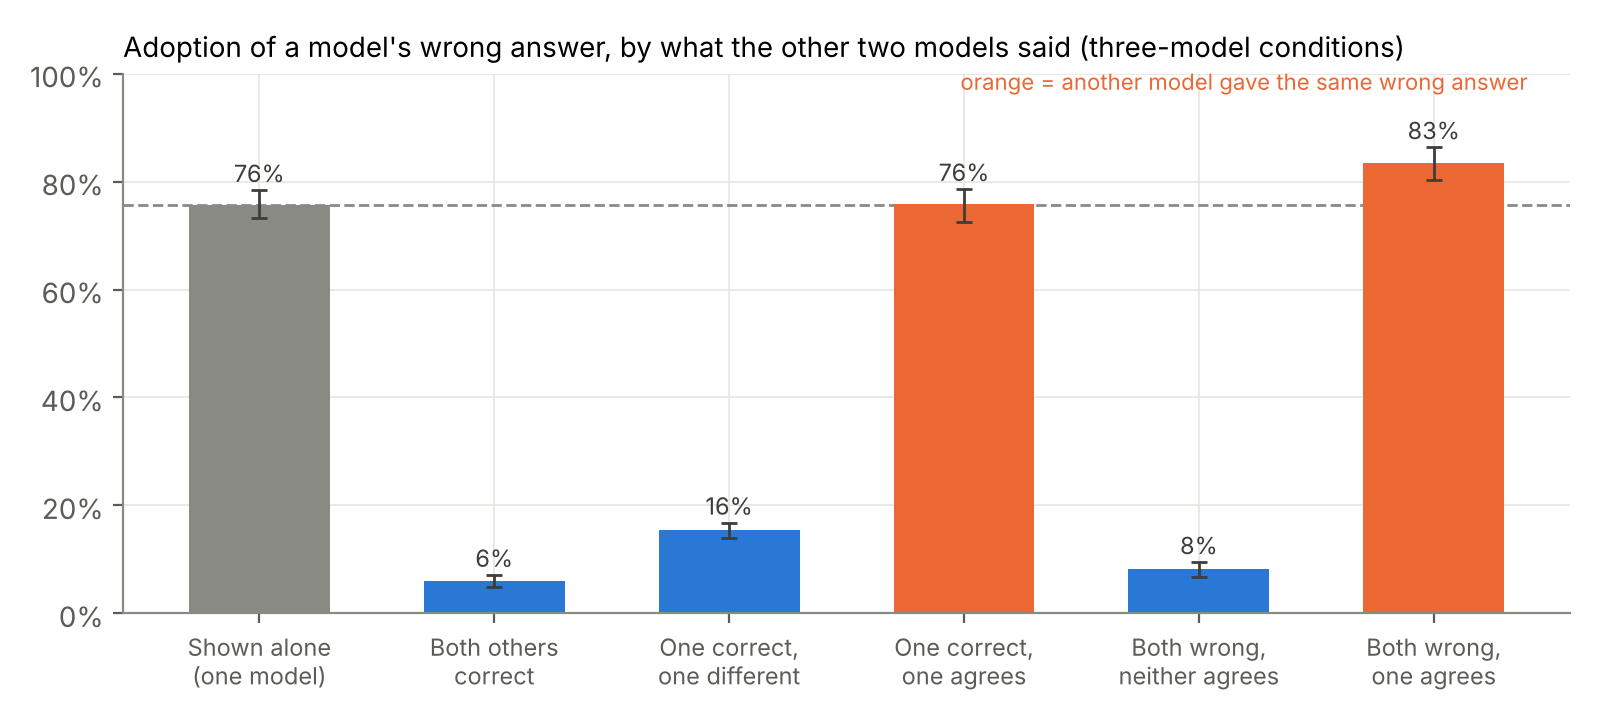 Adoption of a model's wrong answer, by what the other two models said (three-model conditions)
orange = another model gave the same wrong answer
100%
80%
60%
40%
20%
0%
76%
6%
16%
76%
8%
83%
Shown alone
(one model)
Both others
correct
One correct,
one different
One correct,
one agrees
Both wrong,
neither agrees
Both wrong,
one agrees